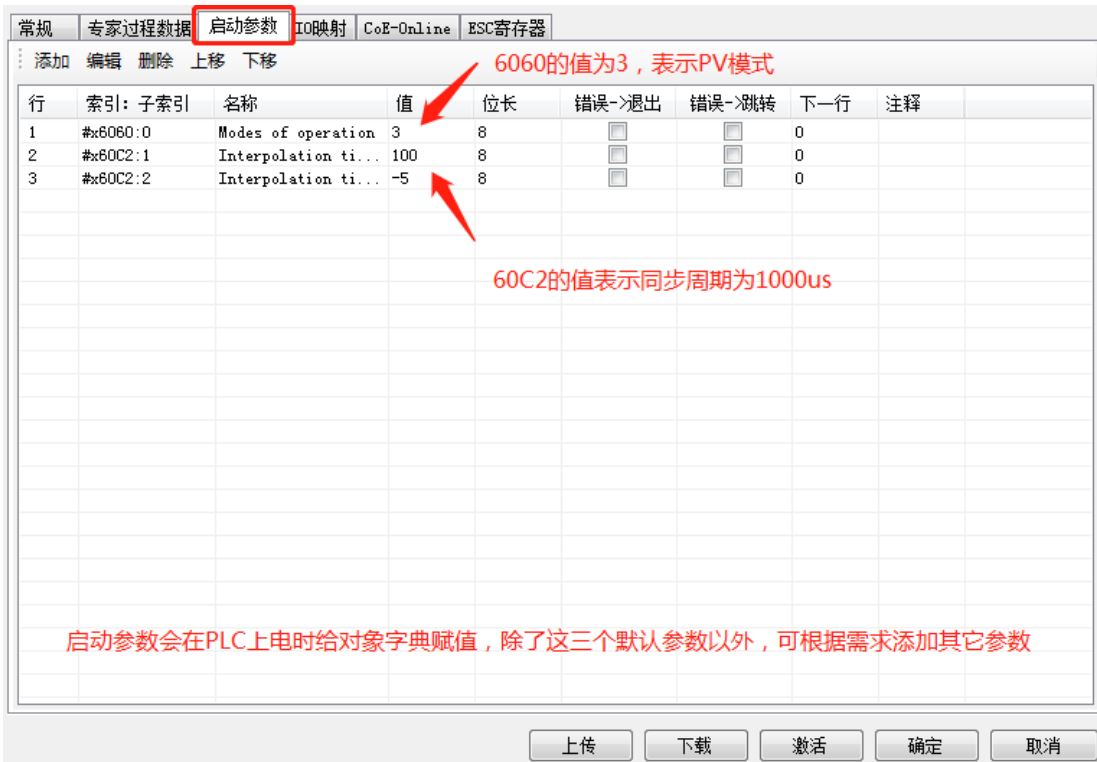 常规 专家过程数据 启动参数 IO映射 CoE-Online ESC寄存器
添加 编辑 删除 上移 下移
6060的值为3，表示PV模式
行 索引: 子索引 名称 值 位长 错误->退出 错误->跳转 下一行 注释
1 #x6060:0 Modes of operation 3 8 0
2 #x60C2:1 Interpolation ti... 100 8 0
3 #x60C2:2 Interpolation ti... -5 8 0
60C2的值表示同步周期为1000us
启动参数会在PLC上电时给对象字典赋值，除了这三个默认参数以外，可根据需求添加其它参数
上传 下载 激活 确定 取消